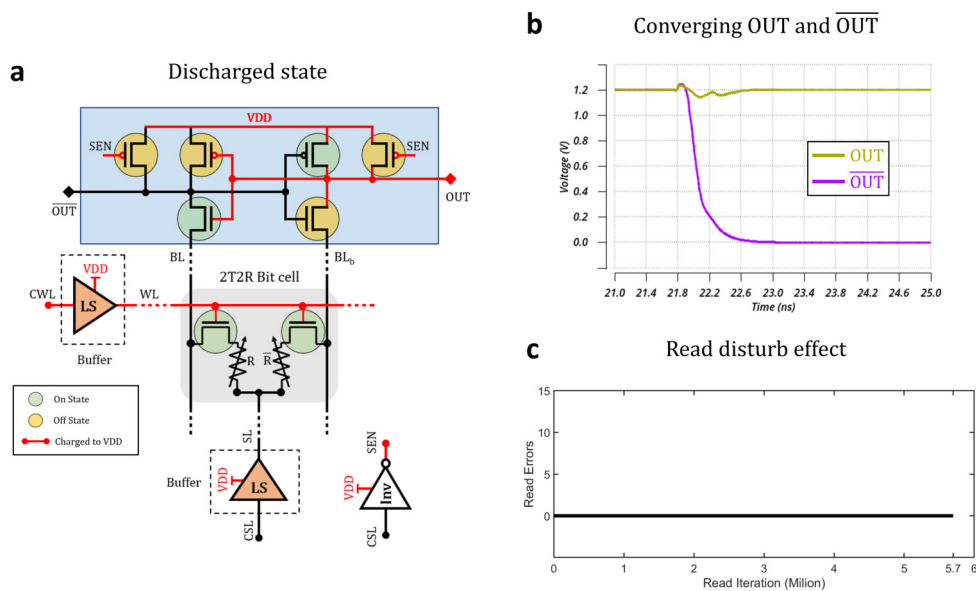 a
Discharged state
VDD
SEN
SEN
OUT
OUT
BL
BLb
2T2R Bit cell
VDD
CWL
LS
WL
Buffer
R
R
On State
Off State
Charged to VDD
SL
Buffer
VDD
LS
CSL
SEN
VDD
Inv
CSL
b
Converging OUT and OUT
Voltage (V)
1.2
1.0
0.8
0.6
0.4
0.2
0.0
OUT
OUT
21.0 21.4 21.8 22.2 22.6 23.0 23.4 23.8 24.2 24.6 25.0
Time (ns)
c
Read disturb effect
Read Errors
15
10
5
0
0 1 2 3 4 5 5.7 6
Read Iteration (Milion)